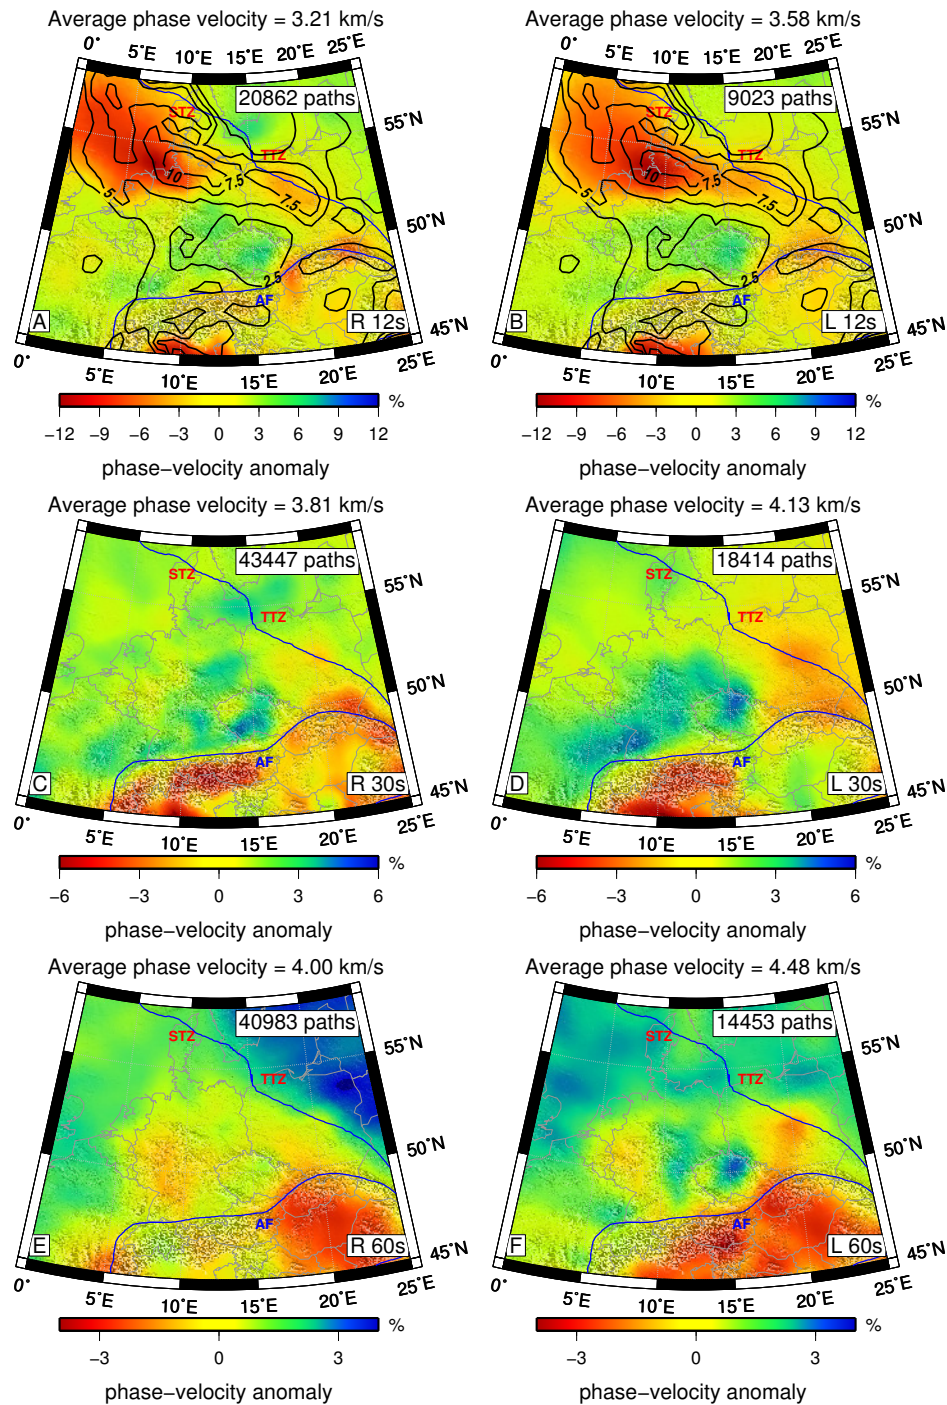 Average phase velocity = 3.21 km/s
0˚ 5˚E 10˚E 15˚E 20˚E 25˚E
20862 paths
STZ
55˚N
TTZ
10
7.5
5
7.5
50˚N
2.5
AF
A
R 12s
45˚N
0˚ 5˚E 10˚E 15˚E 20˚E 25˚E
%
−12 −9 −6 −3 0 3 6 9 12
phase−velocity anomaly
Average phase velocity = 3.58 km/s
0˚ 5˚E 10˚E 15˚E 20˚E 25˚E
9023 paths
STZ
55˚N
TTZ
10
7.5
5
7.5
50˚N
2.5
AF
B
L 12s
45˚N
0˚ 5˚E 10˚E 15˚E 20˚E 25˚E
%
−12 −9 −6 −3 0 3 6 9 12
phase−velocity anomaly
Average phase velocity = 3.81 km/s
43447 paths
STZ
55˚N
TTZ
50˚N
AF
C
R 30s
45˚N
0˚ 5˚E 10˚E 15˚E 20˚E 25˚E
%
−6 −3 0 3 6
phase−velocity anomaly
Average phase velocity = 4.13 km/s
18414 paths
STZ
55˚N
TTZ
50˚N
AF
D
L 30s
45˚N
0˚ 5˚E 10˚E 15˚E 20˚E 25˚E
%
−6 −3 0 3 6
phase−velocity anomaly
Average phase velocity = 4.00 km/s
40983 paths
STZ
55˚N
TTZ
50˚N
AF
E
R 60s
45˚N
0˚ 5˚E 10˚E 15˚E 20˚E 25˚E
%
−3 0 3
phase−velocity anomaly
Average phase velocity = 4.48 km/s
14453 paths
STZ
55˚N
TTZ
50˚N
AF
F
L 60s
45˚N
0˚ 5˚E 10˚E 15˚E 20˚E 25˚E
%
−3 0 3
phase−velocity anomaly